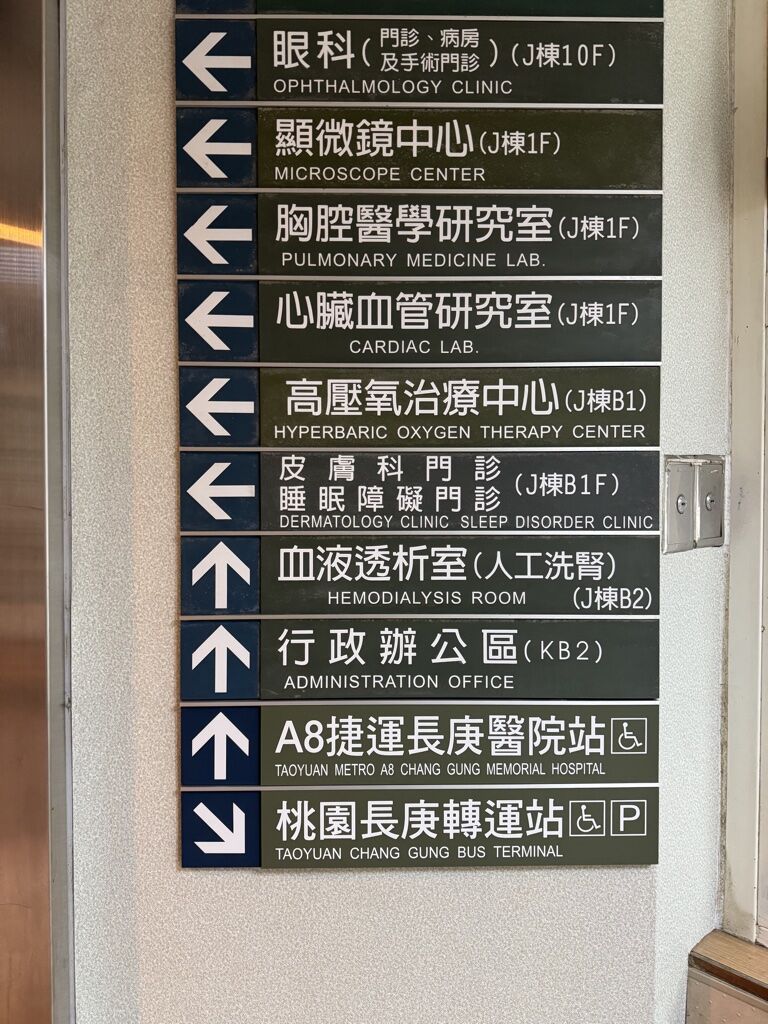 眼科(門診、病房及手術門診)(J棟10F)
OPHTHALMOLOGY CLINIC
顯微鏡中心(J棟1F)
MICROSCOPE CENTER
胸腔醫學研究室(J棟1F)
PULMONARY MEDICINE LAB.
心臟血管研究室(J棟1F)
CARDIAC LAB.
高壓氧治療中心(J棟B1)
HYPERBARIC OXYGEN THERAPY CENTER
皮膚科門診
睡眠障礙門診(J棟B1F)
DERMATOLOGY CLINIC SLEEP DISORDER CLINIC
血液透析室(人工洗腎)
HEMODIALYSIS ROOM (J棟B2)
行政辦公區(KB2)
ADMINISTRATION OFFICE
A8捷運長庚醫院站
TAOYUAN METRO A8 CHANG GUNG MEMORIAL HOSPITAL
桃園長庚轉運站 P
TAOYUAN CHANG GUNG BUS TERMINAL